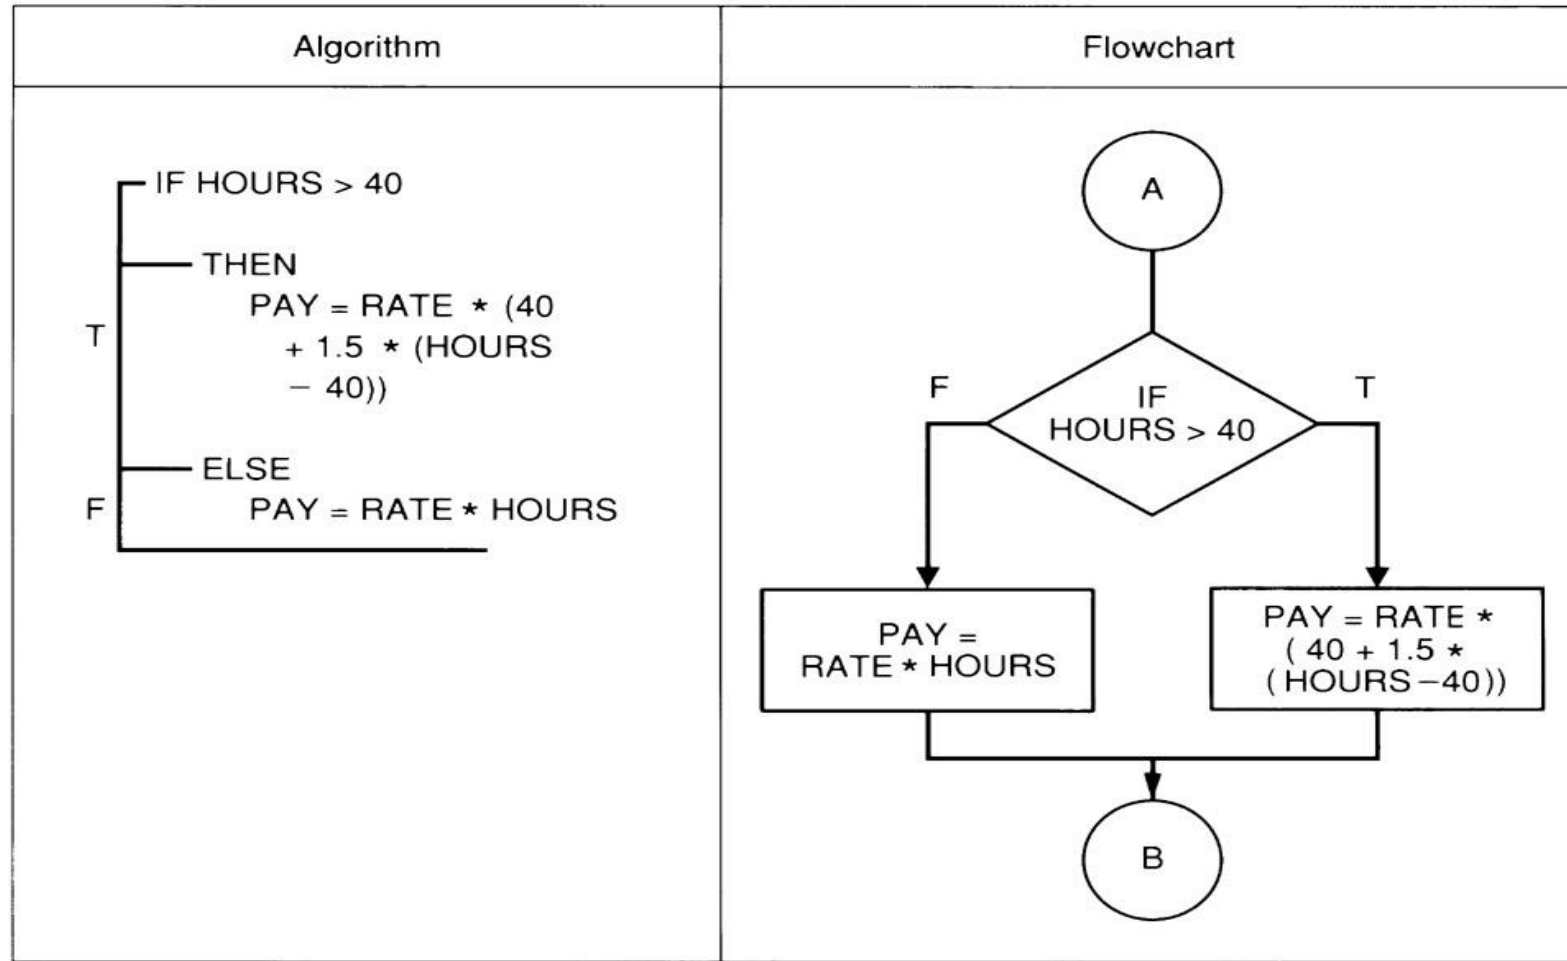 Algorithm
IF HOURS > 40
THEN
PAY = RATE * (40
+ 1.5 * (HOURS
− 40))
T
ELSE
F PAY = RATE * HOURS
Flowchart
A
F
T
IF
HOURS > 40
PAY =
RATE * HOURS
PAY = RATE *
( 40 + 1.5 *
( HOURS −40))
B